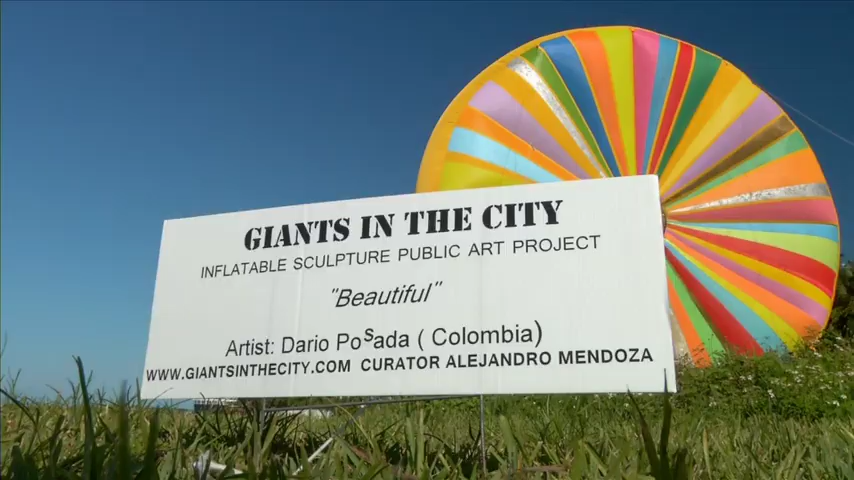 GIANTS IN THE CITY
INFLATABLE SCULPTURE PUBLIC ART PROJECT
"Beautiful"
Artist: Dario Posada ( Colombia)
WWW.GIANTSINTHECITY.COM CURATOR ALEJANDRO MENDOZA